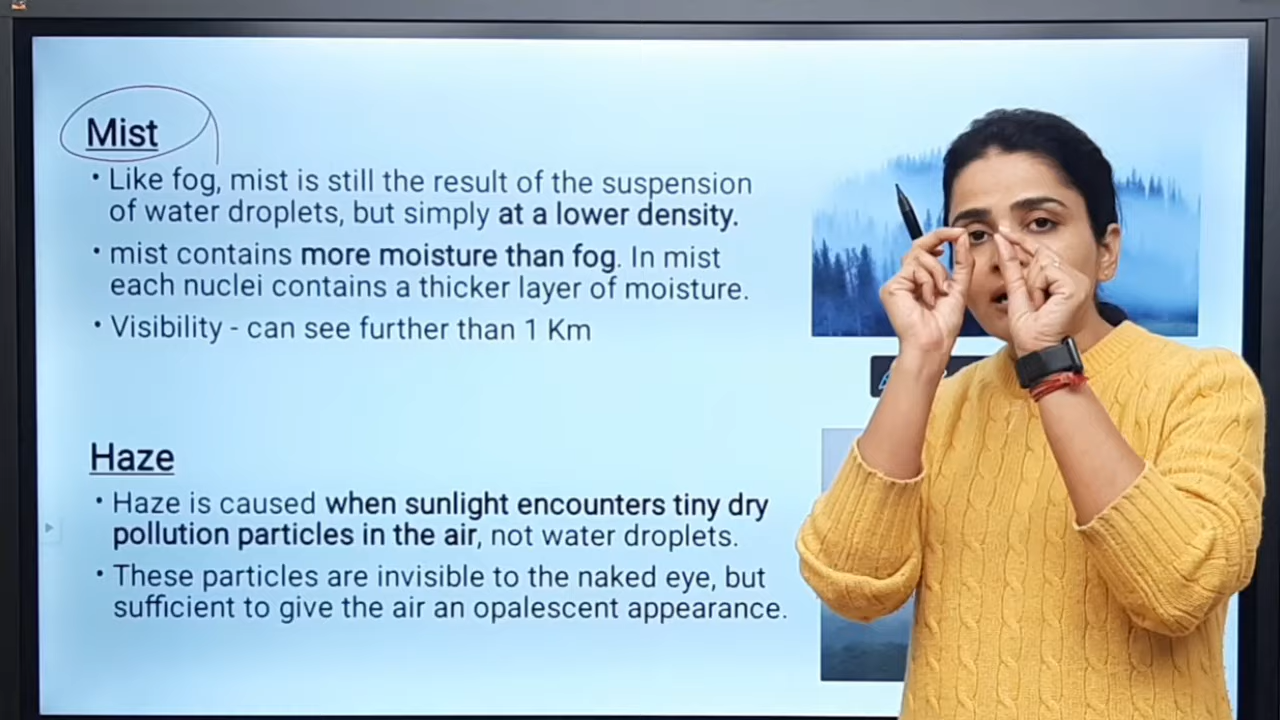 Mist
• Like fog, mist is still the result of the suspension
of water droplets, but simply at a lower density.
• mist contains more moisture than fog. In mist
each nuclei contains a thicker layer of moisture.
• Visibility - can see further than 1 Km
Haze
• Haze is caused when sunlight encounters tiny dry
pollution particles in the air, not water droplets.
• These particles are invisible to the naked eye, but
sufficient to give the air an opalescent appearance.